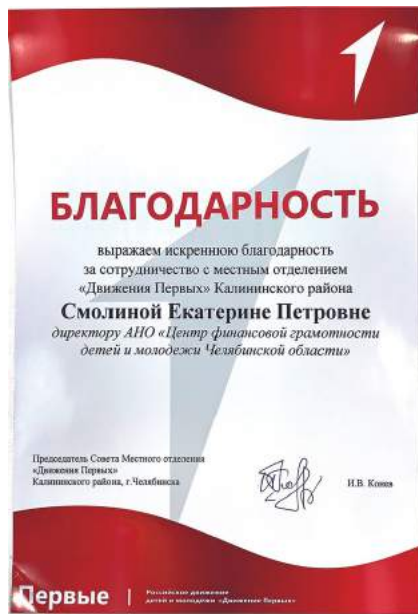 БЛАГОДАРНОСТЬ
выражаем искреннюю благодарность
за сотрудничество с местным отделением
«Движения Первых» Калининского района
Смолиной Екатерине Петровне
директору АНО «Центр финансовой грамотности
детей и молодежи Челябинской области»
Председатель Совета Местного отделения
«Движения Первых»
Калининского района, г.Челябинска
И.В. Конев
Первые
Российское движение
детей и молодежи «Движение Первых»